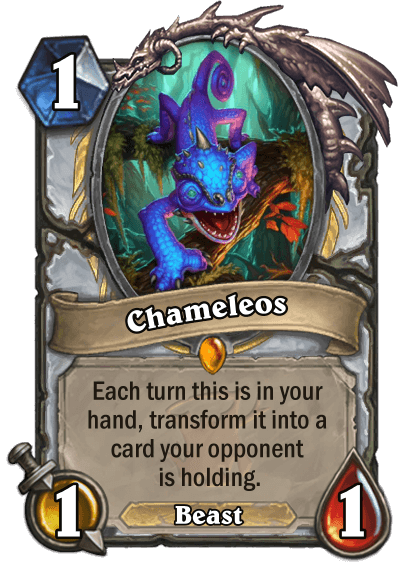 1
Chameleos
Each turn this is in your
hand, transform it into a
card your opponent
is holding.
1
Beast
1